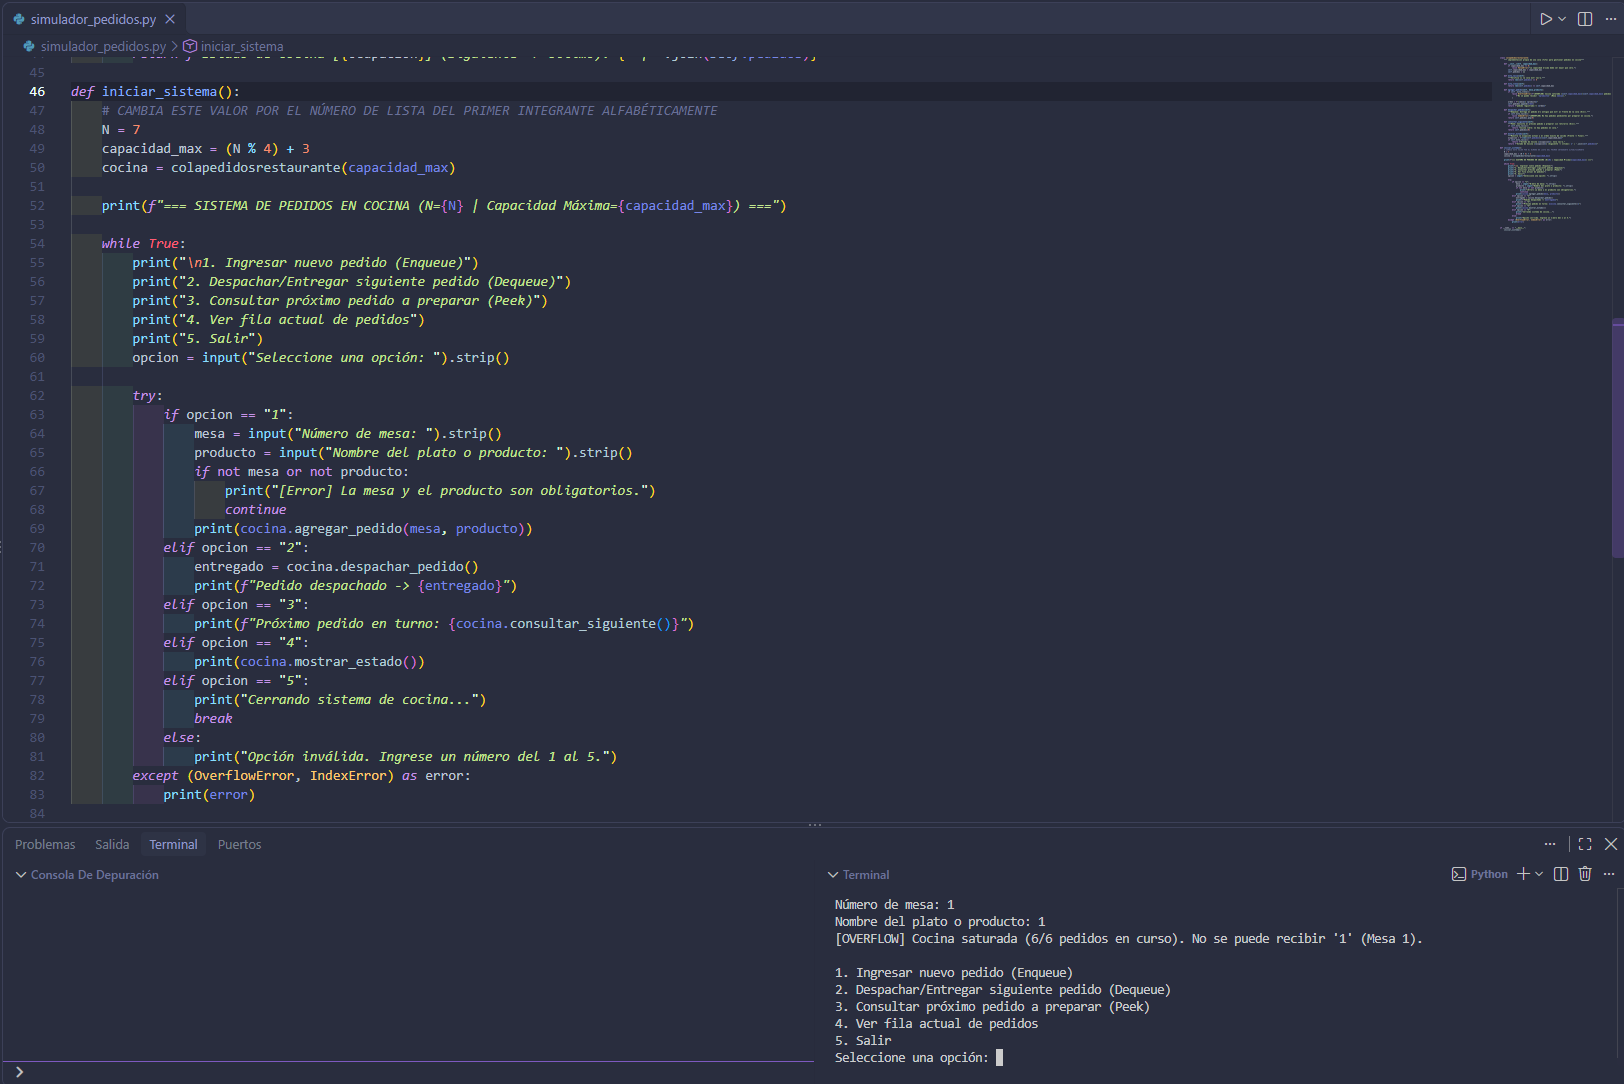 simulador_pedidos.py
simulador_pedidos.py > iniciar_sistema
45
46 def iniciar_sistema():
47     # CAMBIA ESTE VALOR POR EL NÚMERO DE LISTA DEL PRIMER INTEGRANTE ALFABÉTICAMENTE
48     N = 7
49     capacidad_max = (N % 4) + 3
50     cocina = colapedidosrestaurante(capacidad_max)
51
52     print(f"=== SISTEMA DE PEDIDOS EN COCINA (N={N} | Capacidad Máxima={capacidad_max}) ===")
53
54     while True:
55         print("\n1. Ingresar nuevo pedido (Enqueue)")
56         print("2. Despachar/Entregar siguiente pedido (Dequeue)")
57         print("3. Consultar próximo pedido a preparar (Peek)")
58         print("4. Ver fila actual de pedidos")
59         print("5. Salir")
60         opcion = input("Seleccione una opción: ").strip()
61
62         try:
63             if opcion == "1":
64                 mesa = input("Número de mesa: ").strip()
65                 producto = input("Nombre del plato o producto: ").strip()
66                 if not mesa or not producto:
67                     print("[Error] La mesa y el producto son obligatorios.")
68                     continue
69                 print(cocina.agregar_pedido(mesa, producto))
70             elif opcion == "2":
71                 entregado = cocina.despachar_pedido()
72                 print(f"Pedido despachado -> {entregado}")
73             elif opcion == "3":
74                 print(f"Próximo pedido en turno: {cocina.consultar_siguiente()}")
75             elif opcion == "4":
76                 print(cocina.mostrar_estado())
77             elif opcion == "5":
78                 print("Cerrando sistema de cocina...")
79                 break
80             else:
81                 print("Opción inválida. Ingrese un número del 1 al 5.")
82         except (OverflowError, IndexError) as error:
83             print(error)
84
Problemas Salida Terminal Puertos
Consola De Depuración
Terminal
Python
Número de mesa: 1
Nombre del plato o producto: 1
[OVERFLOW] Cocina saturada (6/6 pedidos en curso). No se puede recibir '1' (Mesa 1).
1. Ingresar nuevo pedido (Enqueue)
2. Despachar/Entregar siguiente pedido (Dequeue)
3. Consultar próximo pedido a preparar (Peek)
4. Ver fila actual de pedidos
5. Salir
Seleccione una opción: